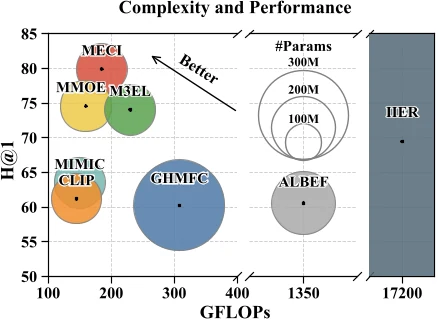 Complexity and Performance
H@1
85
80
75
70
65
60
55
50
MECI
MMOE
M3EL
Better
#Params
300M
200M
100M
IIER
MIMIC
CLIP
GHMFC
ALBEF
100
200
300
400
1350
17200
GFLOPs